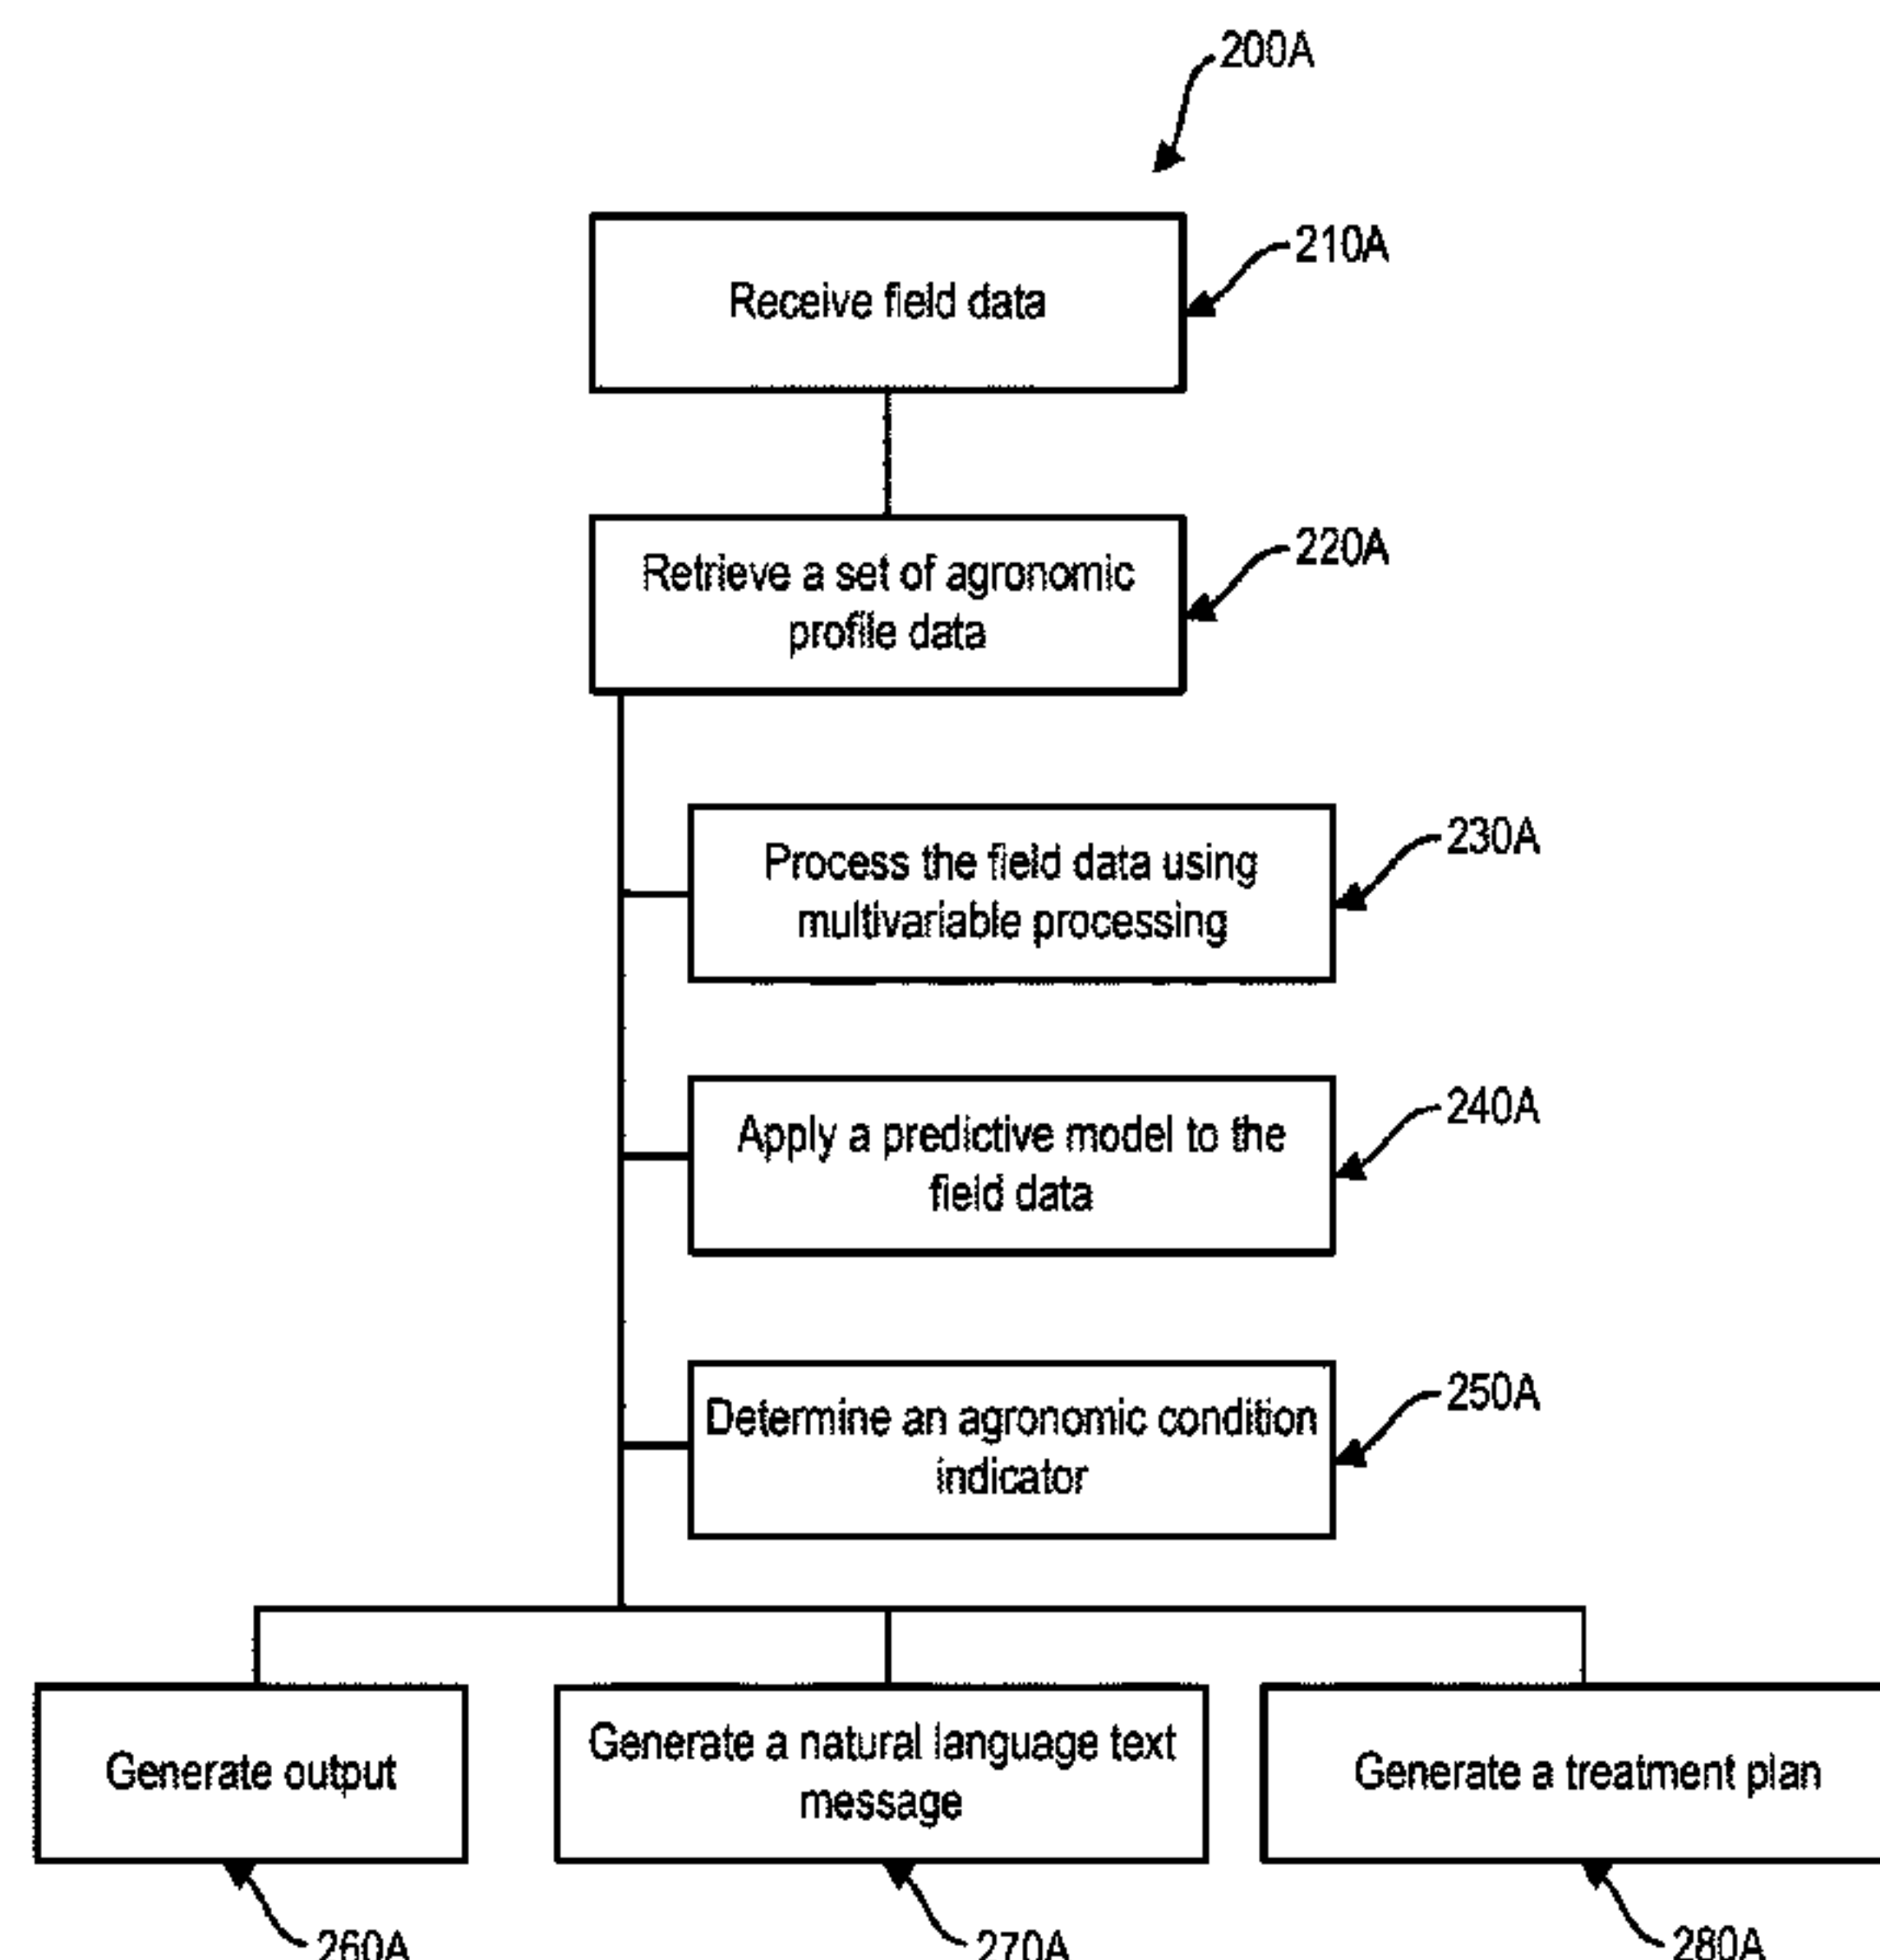 200A
210A
Receive field data
220A
Retrieve a set of agronomic
profile data
230A
Process the field data using
multivariable processing
240A
Apply a predictive model to the
field data
250A
Determine an agronomic condition
indicator
Generate output
Generate a natural language text
message
Generate a treatment plan
260A
270A
280A